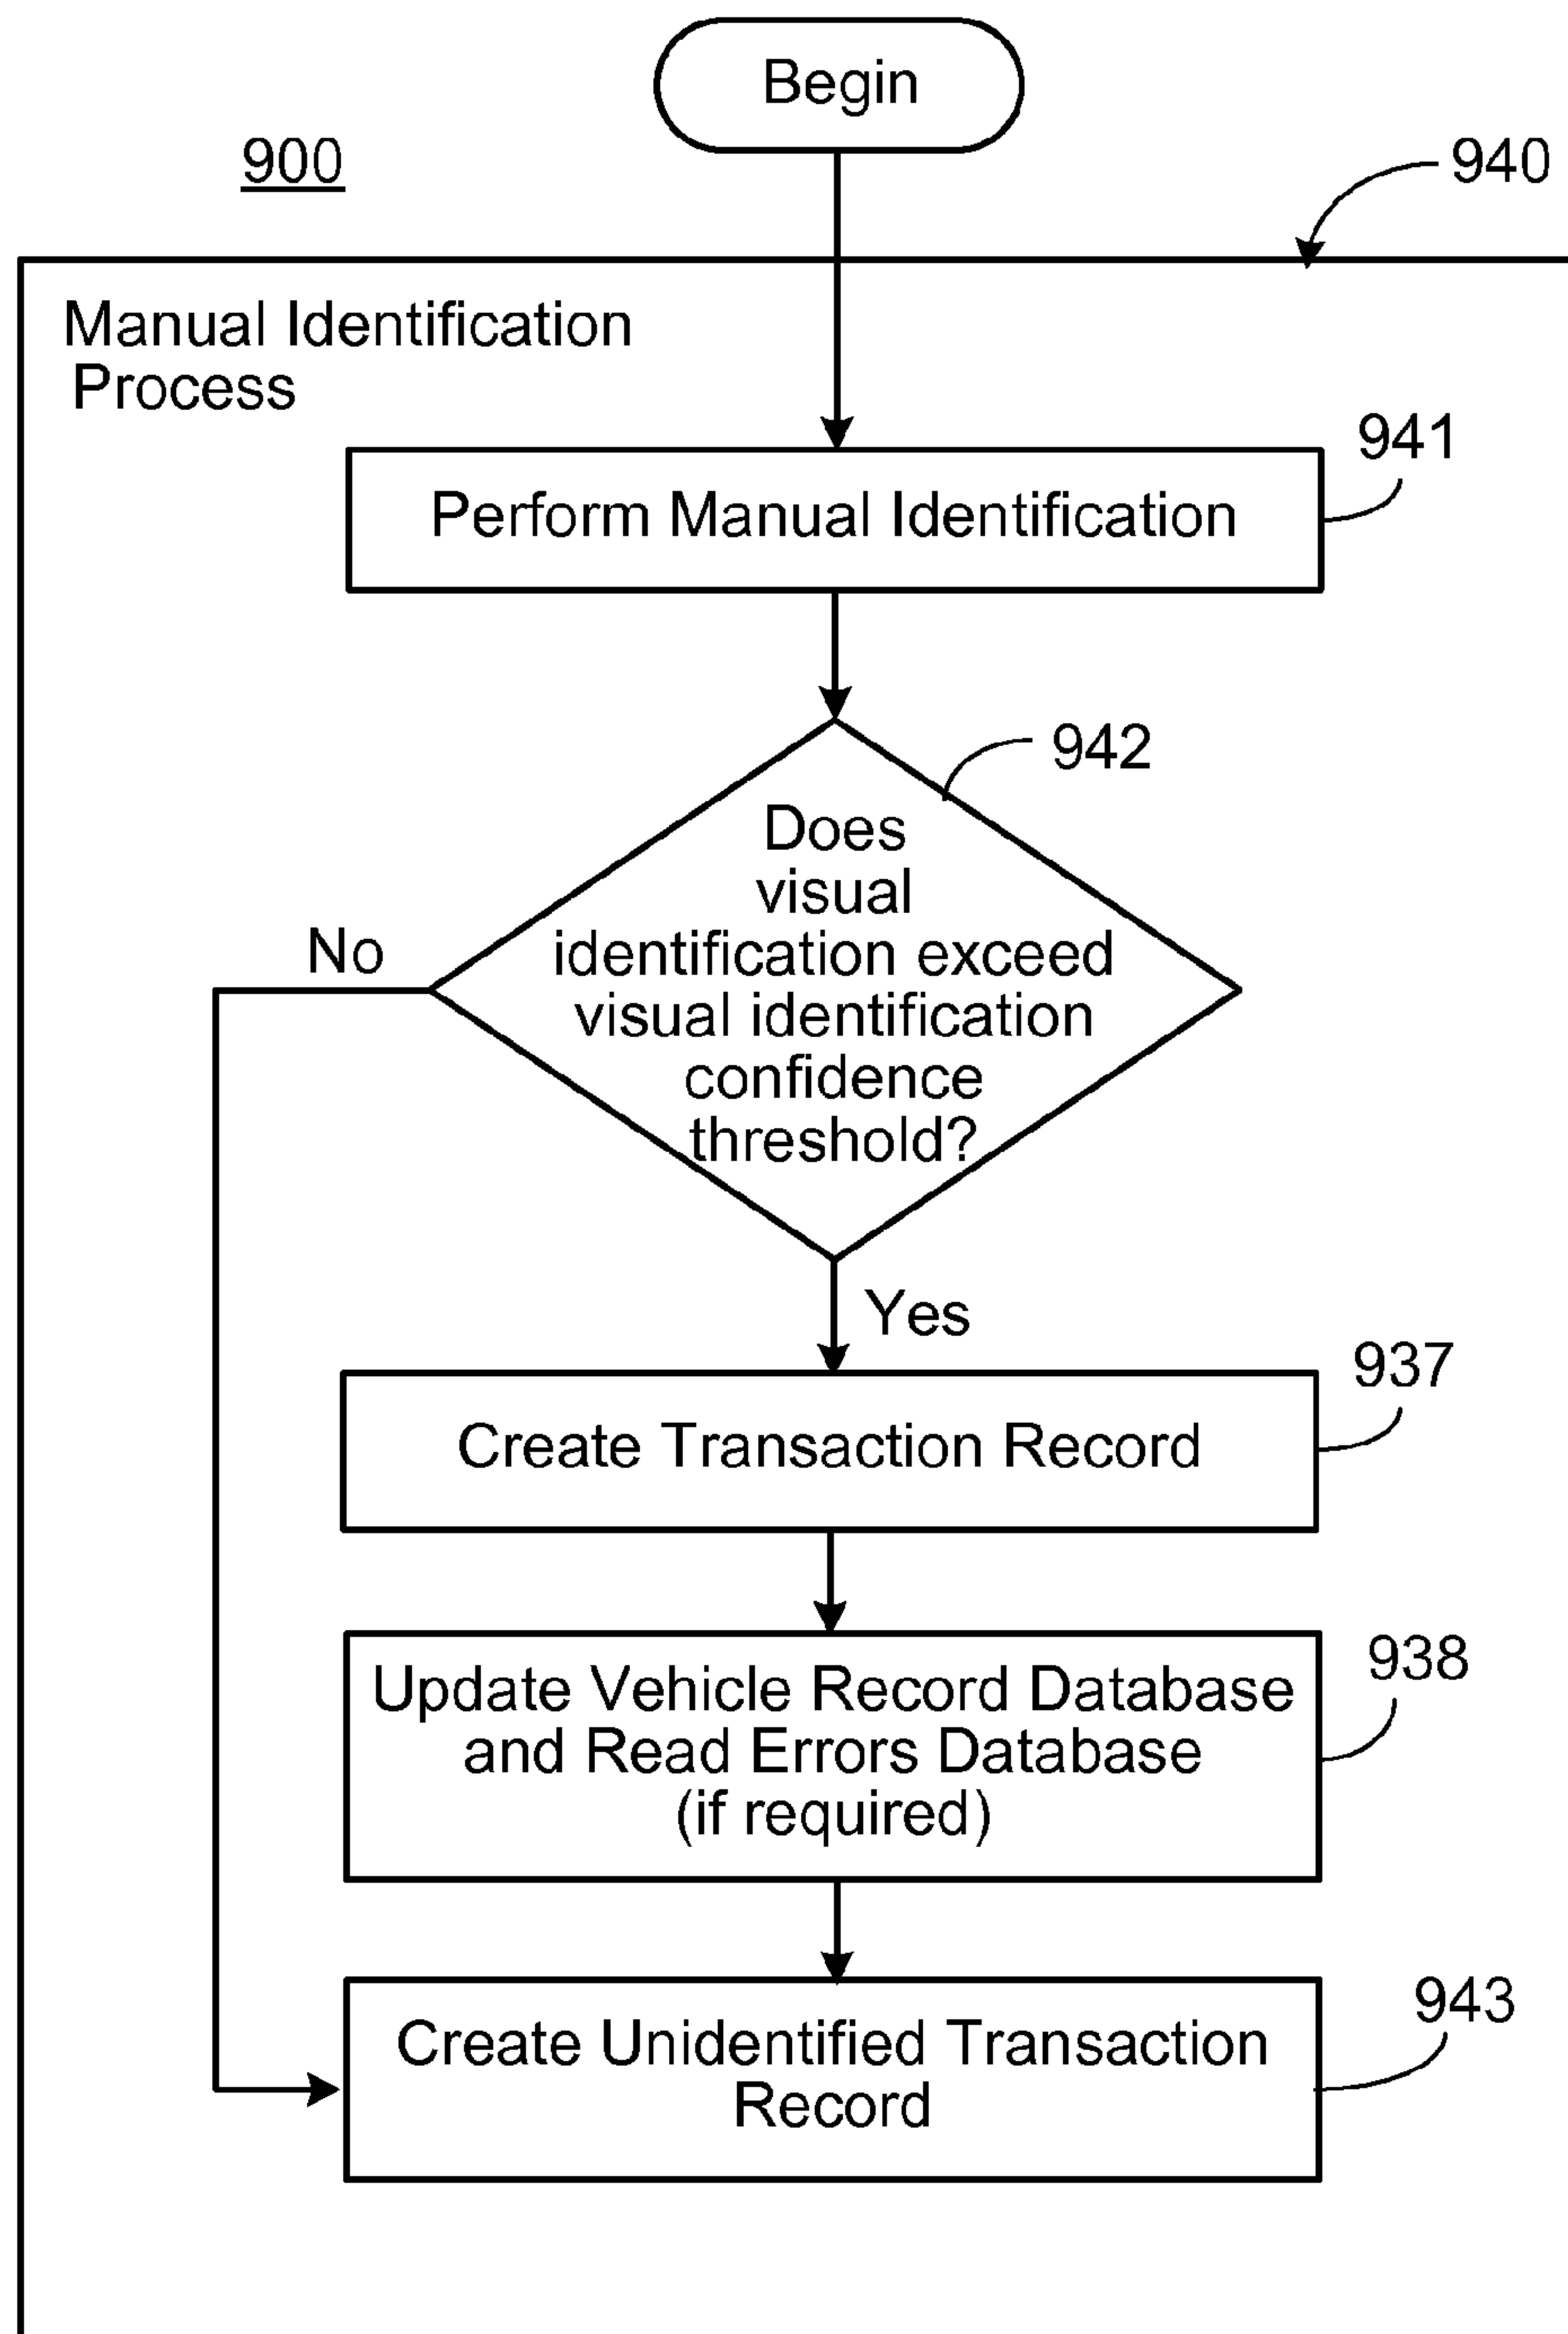 Begin
900
940
Manual Identification
Process
941
Perform Manual Identification
942
Does
visual
identification exceed
visual identification
confidence
threshold?
No
Yes
937
Create Transaction Record
938
Update Vehicle Record Database
and Read Errors Database
(if required)
943
Create Unidentified Transaction
Record